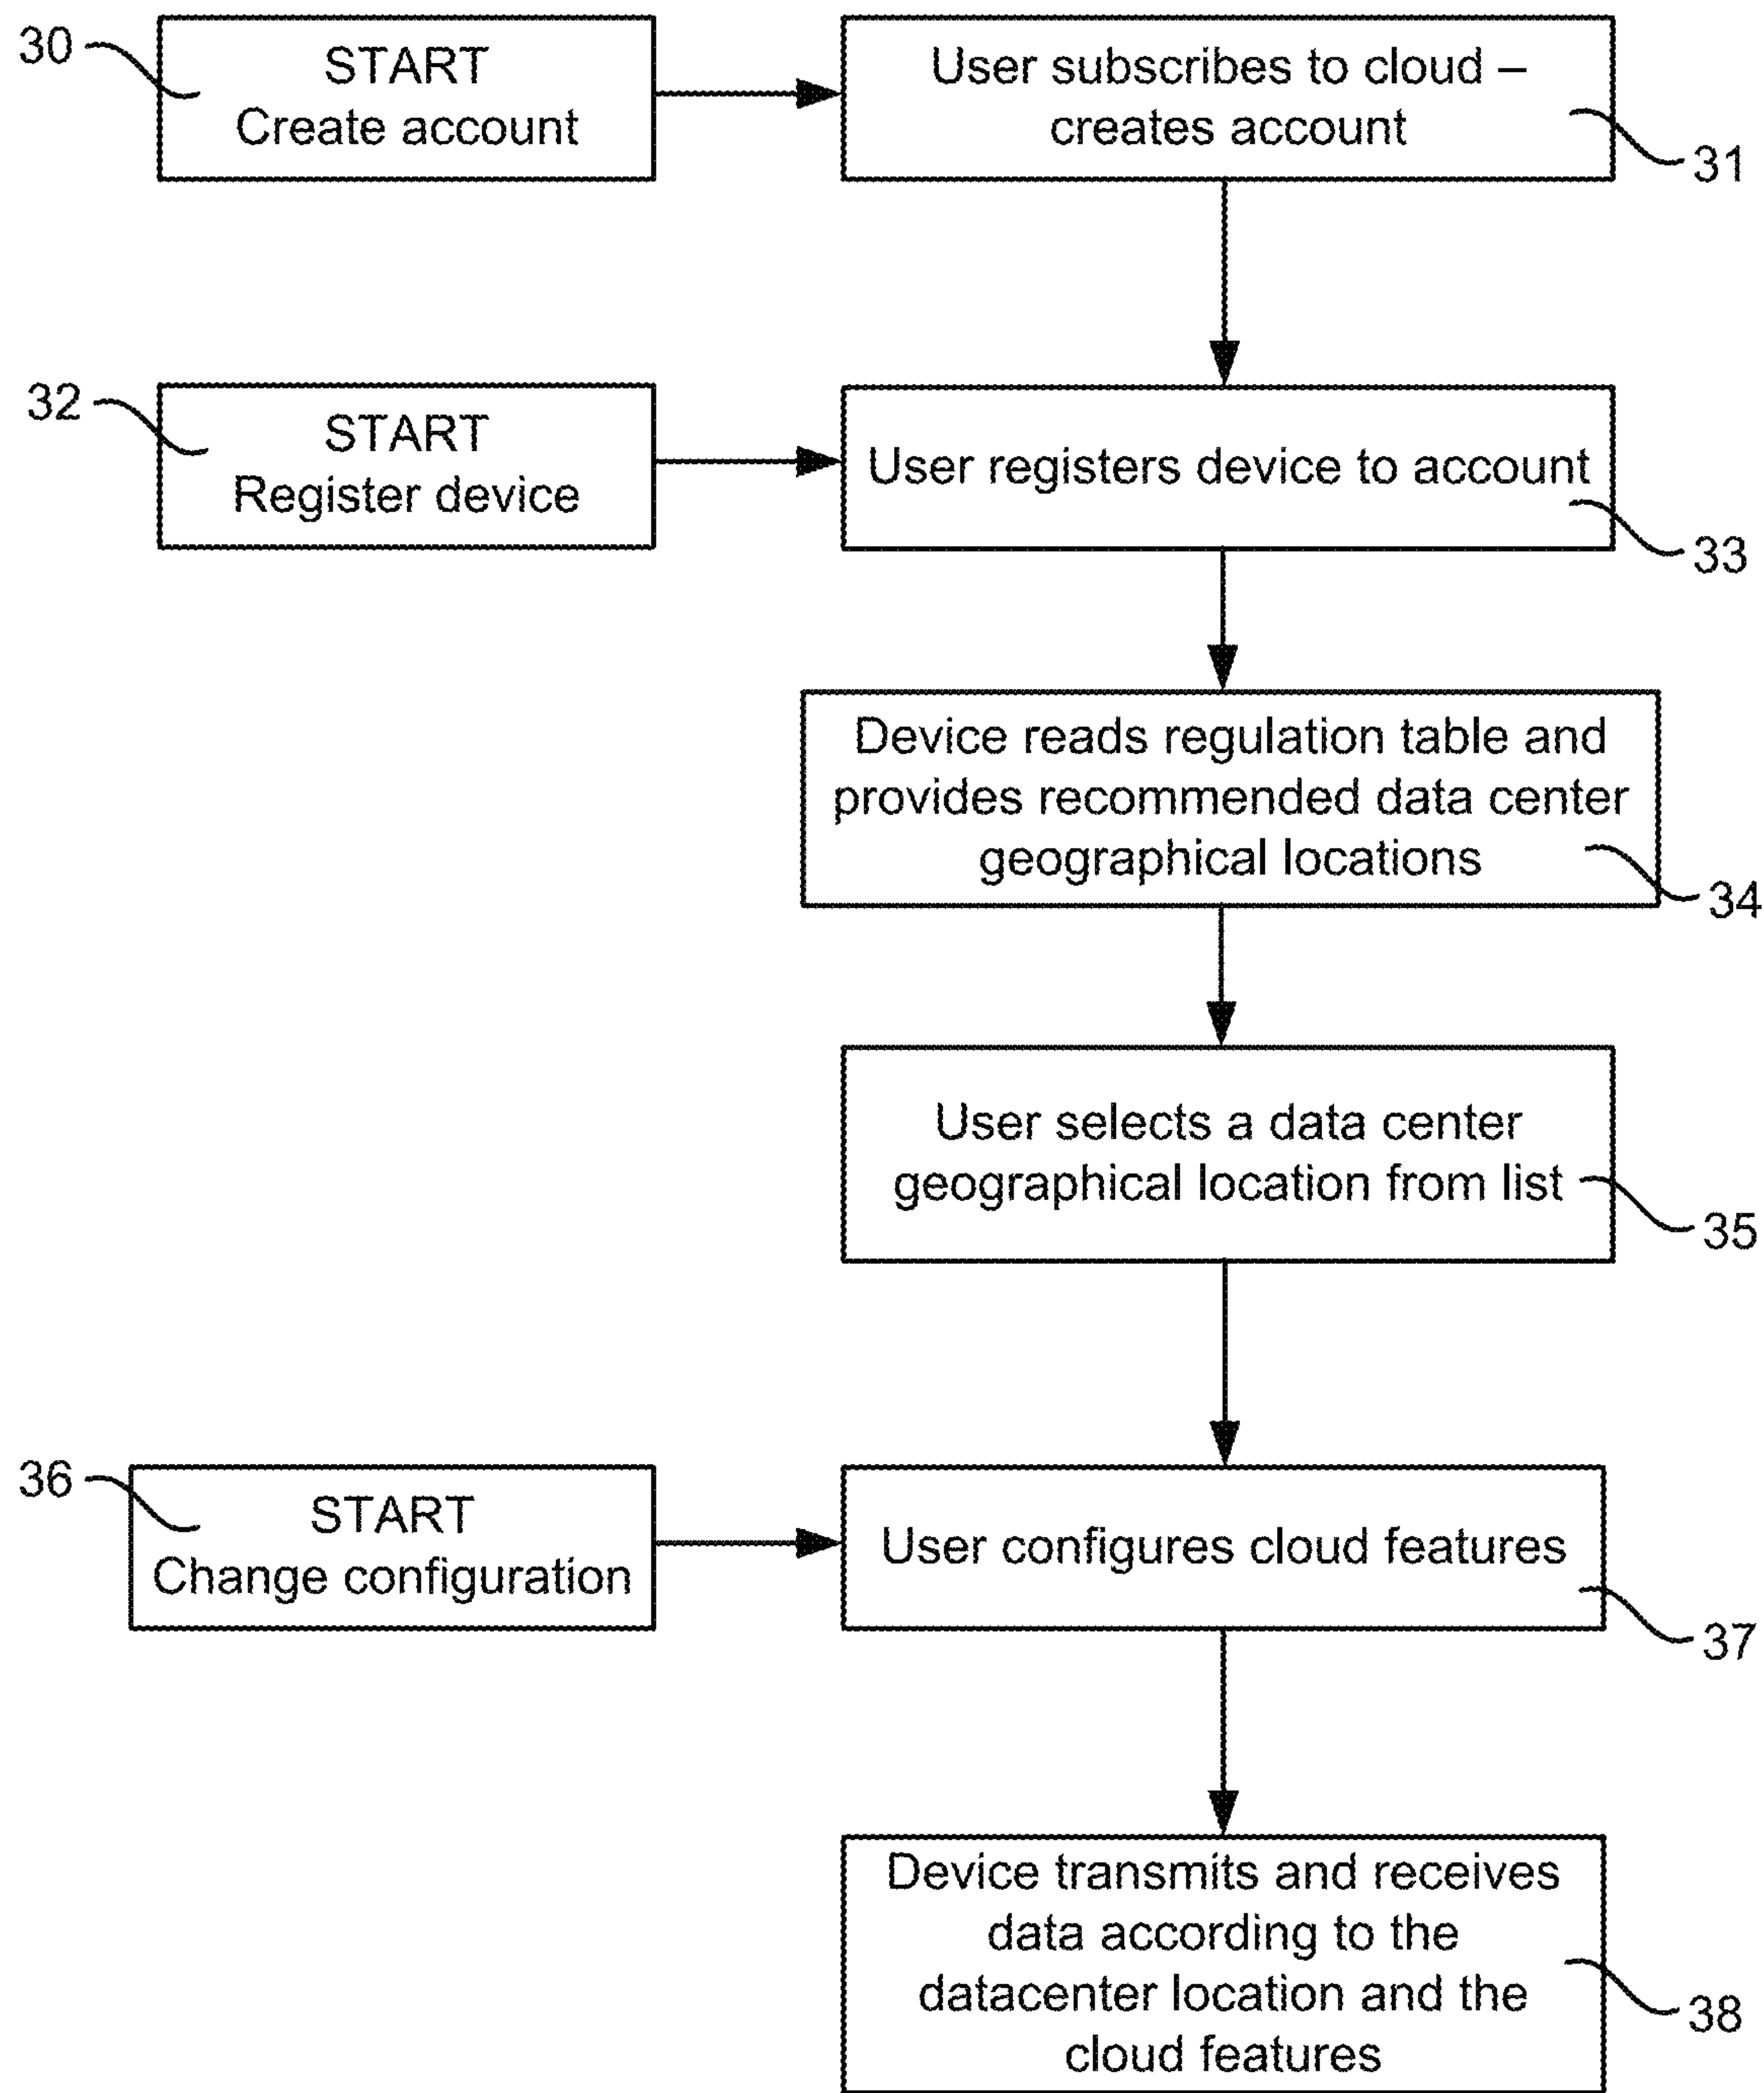 30
START
Create account
User subscribes to cloud –
creates account
31
32
START
Register device
User registers device to account
33
Device reads regulation table and
provides recommended data center
geographical locations
34
User selects a data center
geographical location from list
35
36
START
Change configuration
User configures cloud features
37
Device transmits and receives
data according to the
datacenter location and the
cloud features
38